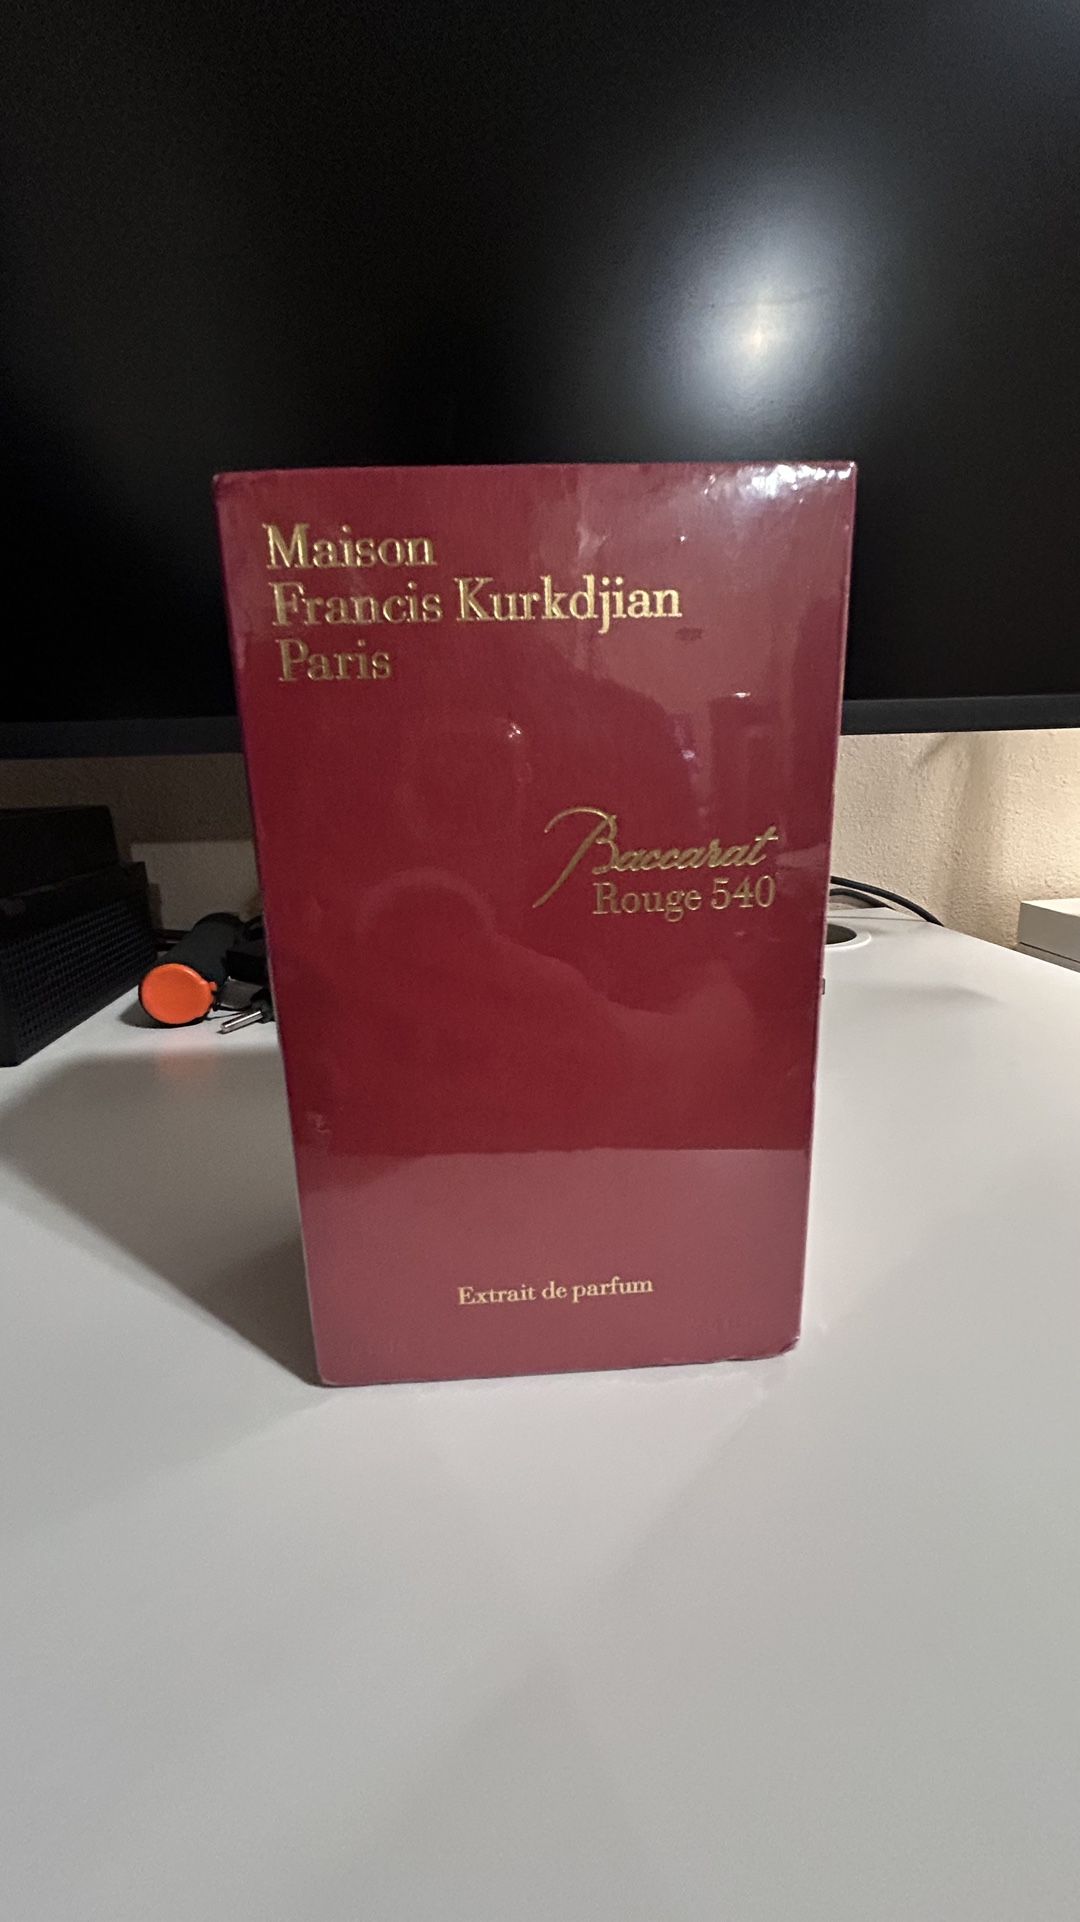 Maison
Francis Kurkdjian
Paris
Baccarat
Rouge 540
Extrait de parfum